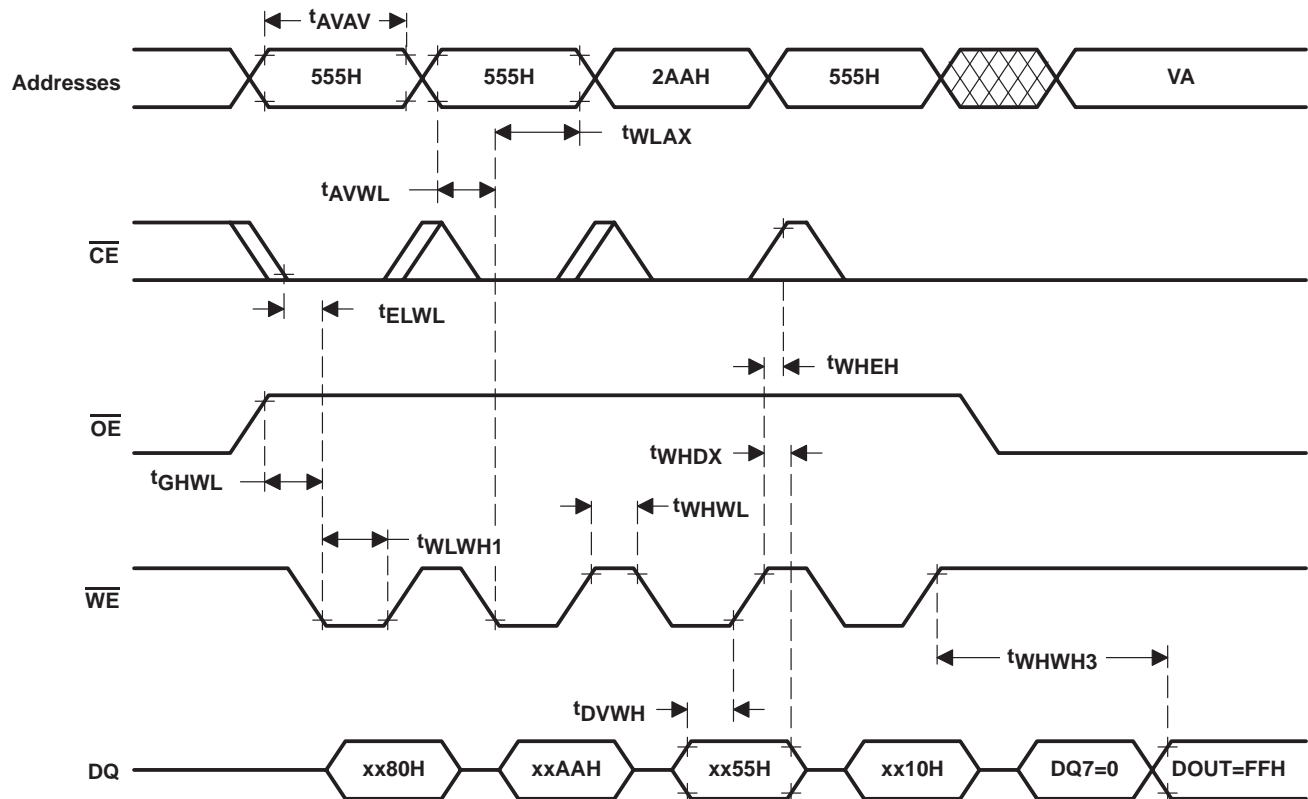 tAVAV
Addresses 555H 555H 2AAH 555H VA
tWLAX
tAVWL
CE
tELWL
tWHEH
OE
tWHDX
tGHWL
tWHWL
tWLWH1
WE
tWHWH3
tDVWH
DQ xx80H xxAAH xx55H xx10H DQ7=0 DOUT=FFH